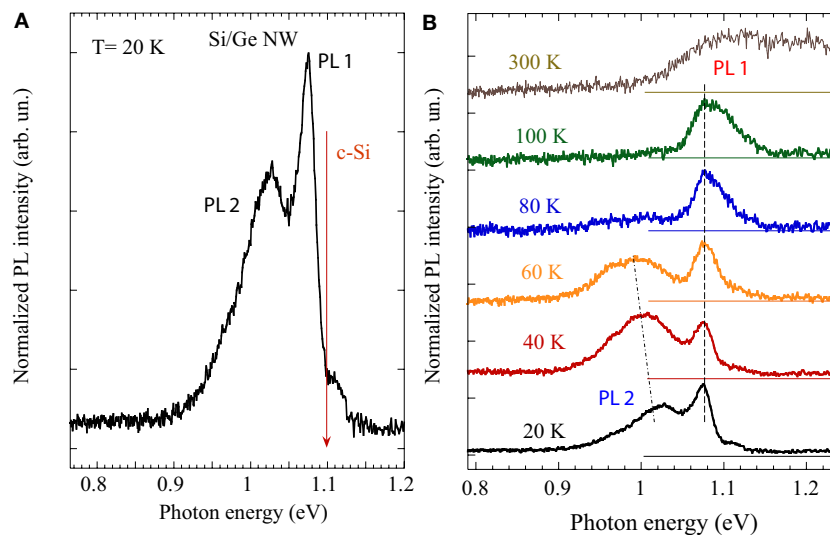 A
T= 20 K
Si/Ge NW
PL 1
c-Si
PL 2
Normalized PL intensity (arb. un.)
0.8 0.9 1 1.1 1.2
Photon energy (eV)
B
300 K
PL 1
100 K
80 K
60 K
40 K
PL 2
20 K
Normalized PL intensity (arb. un.)
0.8 0.9 1 1.1 1.2
Photon energy (eV)